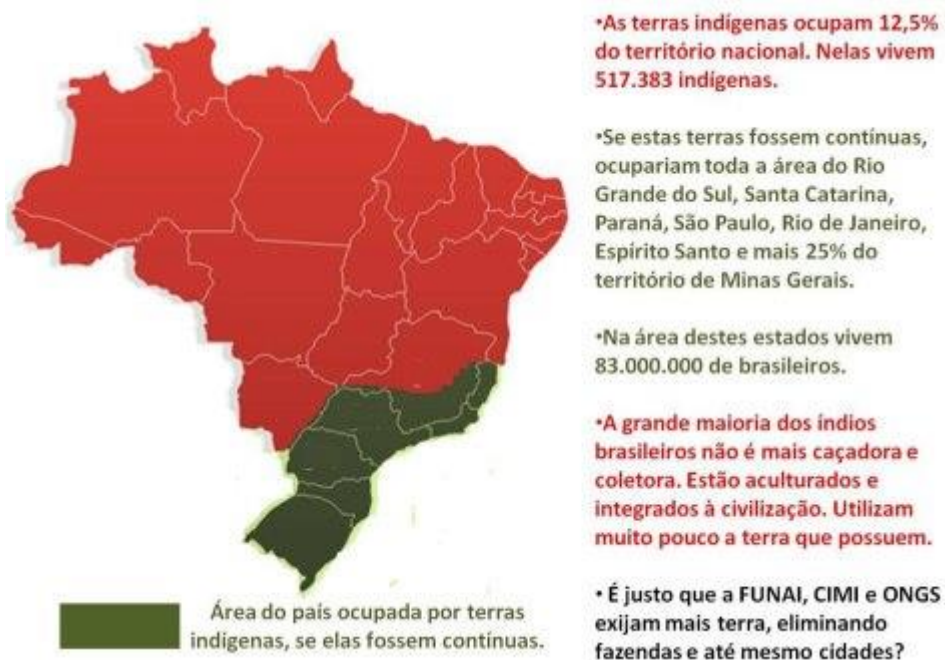 •As terras indígenas ocupam 12,5%
do território nacional. Nelas vivem
517.383 indígenas.
•Se estas terras fossem contínuas,
ocupariam toda a área do Rio
Grande do Sul, Santa Catarina,
Paraná, São Paulo, Rio de Janeiro,
Espírito Santo e mais 25% do
território de Minas Gerais.
•Na área destes estados vivem
83.000.000 de brasileiros.
•A grande maioria dos índios
brasileiros não é mais caçadora e
coletora. Estão aculturados e
integrados à civilização. Utilizam
muito pouco a terra que possuem.
• É justo que a FUNAI, CIMI e ONGS
exijam mais terra, eliminando
fazendas e até mesmo cidades?
Área do país ocupada por terras
indígenas, se elas fossem contínuas.